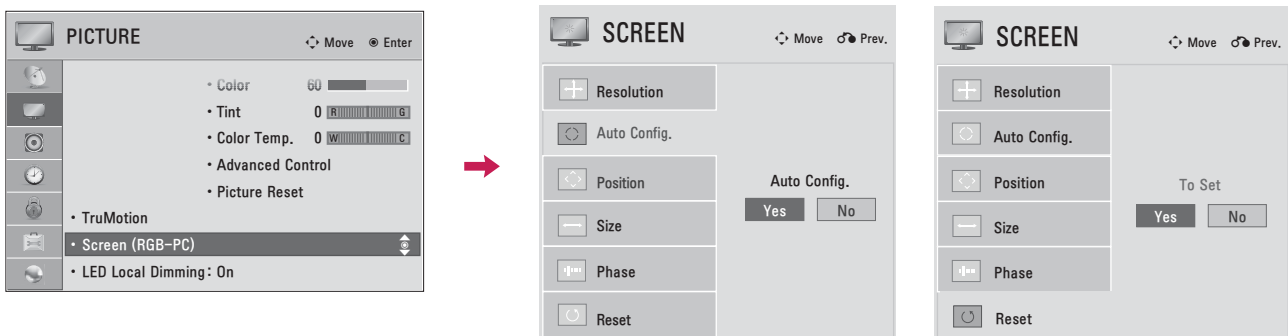 PICTURE
Move Enter
• Color 60
• Tint 0 R G
• Color Temp. 0 W C
• Advanced Control
• Picture Reset
• TruMotion
• Screen (RGB-PC)
• LED Local Dimming: On
SCREEN
Move Prev.
Resolution
Auto Config.
Position
Size
Phase
Reset
Auto Config.
Yes No
SCREEN
Move Prev.
Resolution
Auto Config.
Position
Size
Phase
Reset
To Set
Yes No